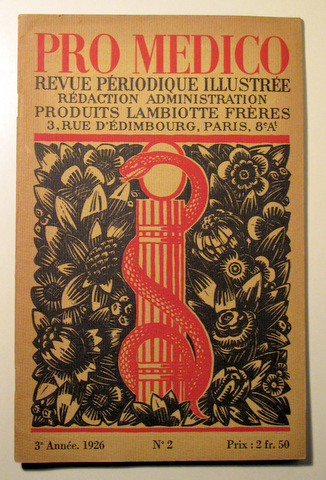 PRO MEDICO
REVUE PÉRIODIQUE ILLUSTRÉE
RÉDACTION ADMINISTRATION
PRODUITS LAMBIOTTE FRÈRES
3, RUE D'ÉDIMBOURG, PARIS, 8e At
3e Année. 1926 No 2 Prix : 2 fr. 50